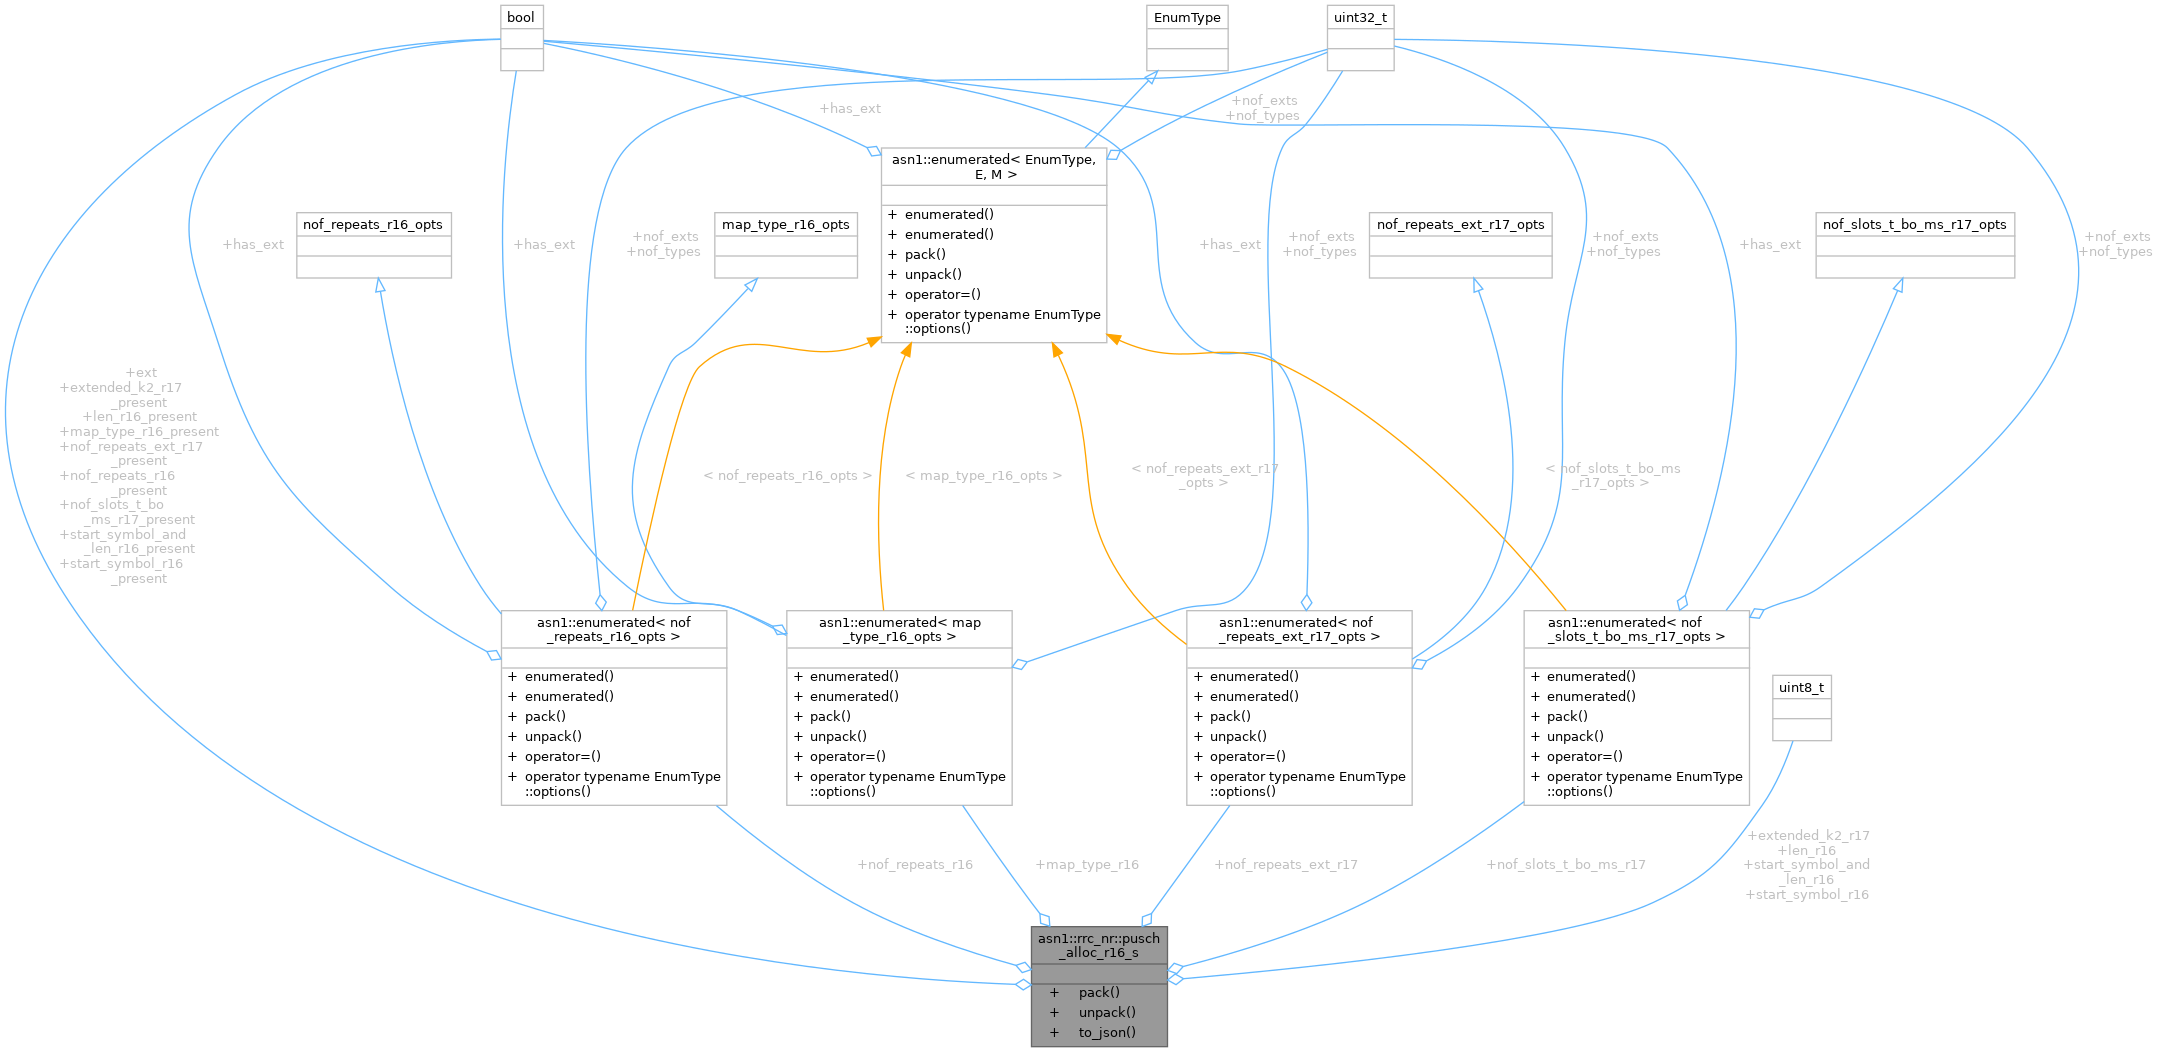 bool
EnumType
uint32_t
+has_ext
+nof_exts
+nof_types
asn1::enumerated< EnumType,
E, M >
+ enumerated()
+ enumerated()
+ pack()
+ unpack()
+ operator=()
+ operator typename EnumType
::options()
nof_repeats_r16_opts
map_type_r16_opts
nof_repeats_ext_r17_opts
nof_slots_t_bo_ms_r17_opts
+has_ext
+has_ext
+nof_exts
+nof_types
+has_ext
+nof_exts
+nof_types
+nof_exts
+nof_types
+has_ext
+nof_exts
+nof_types
+ext
+extended_k2_r17
_present
+len_r16_present
+map_type_r16_present
+nof_repeats_ext_r17
_present
+nof_repeats_r16
_present
+nof_slots_t_bo
_ms_r17_present
+start_symbol_and
_len_r16_present
+start_symbol_r16
_present
< nof_repeats_r16_opts >
< map_type_r16_opts >
< nof_repeats_ext_r17
_opts >
< nof_slots_t_bo_ms
_r17_opts >
asn1::enumerated< nof
_repeats_r16_opts >
+ enumerated()
+ enumerated()
+ pack()
+ unpack()
+ operator=()
+ operator typename EnumType
::options()
asn1::enumerated< map
_type_r16_opts >
+ enumerated()
+ enumerated()
+ pack()
+ unpack()
+ operator=()
+ operator typename EnumType
::options()
asn1::enumerated< nof
_repeats_ext_r17_opts >
+ enumerated()
+ enumerated()
+ pack()
+ unpack()
+ operator=()
+ operator typename EnumType
::options()
asn1::enumerated< nof
_slots_t_bo_ms_r17_opts >
+ enumerated()
+ enumerated()
+ pack()
+ unpack()
+ operator=()
+ operator typename EnumType
::options()
uint8_t
+nof_repeats_r16
+map_type_r16
+nof_repeats_ext_r17
+nof_slots_t_bo_ms_r17
+extended_k2_r17
+len_r16
+start_symbol_and
_len_r16
+start_symbol_r16
asn1::rrc_nr::pusch
_alloc_r16_s
+ pack()
+ unpack()
+ to_json()